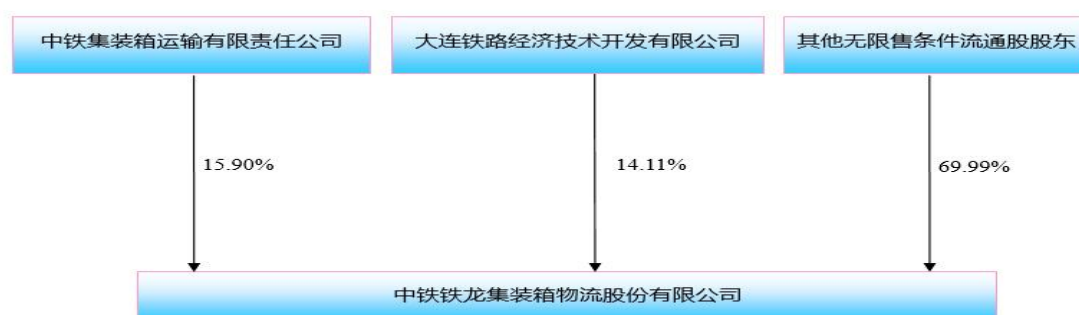 中铁集装箱运输有限责任公司
大连铁路经济技术开发有限公司
其他无限售条件流通股股东
15.90%
14.11%
69.99%
中铁铁龙集装箱物流股份有限公司